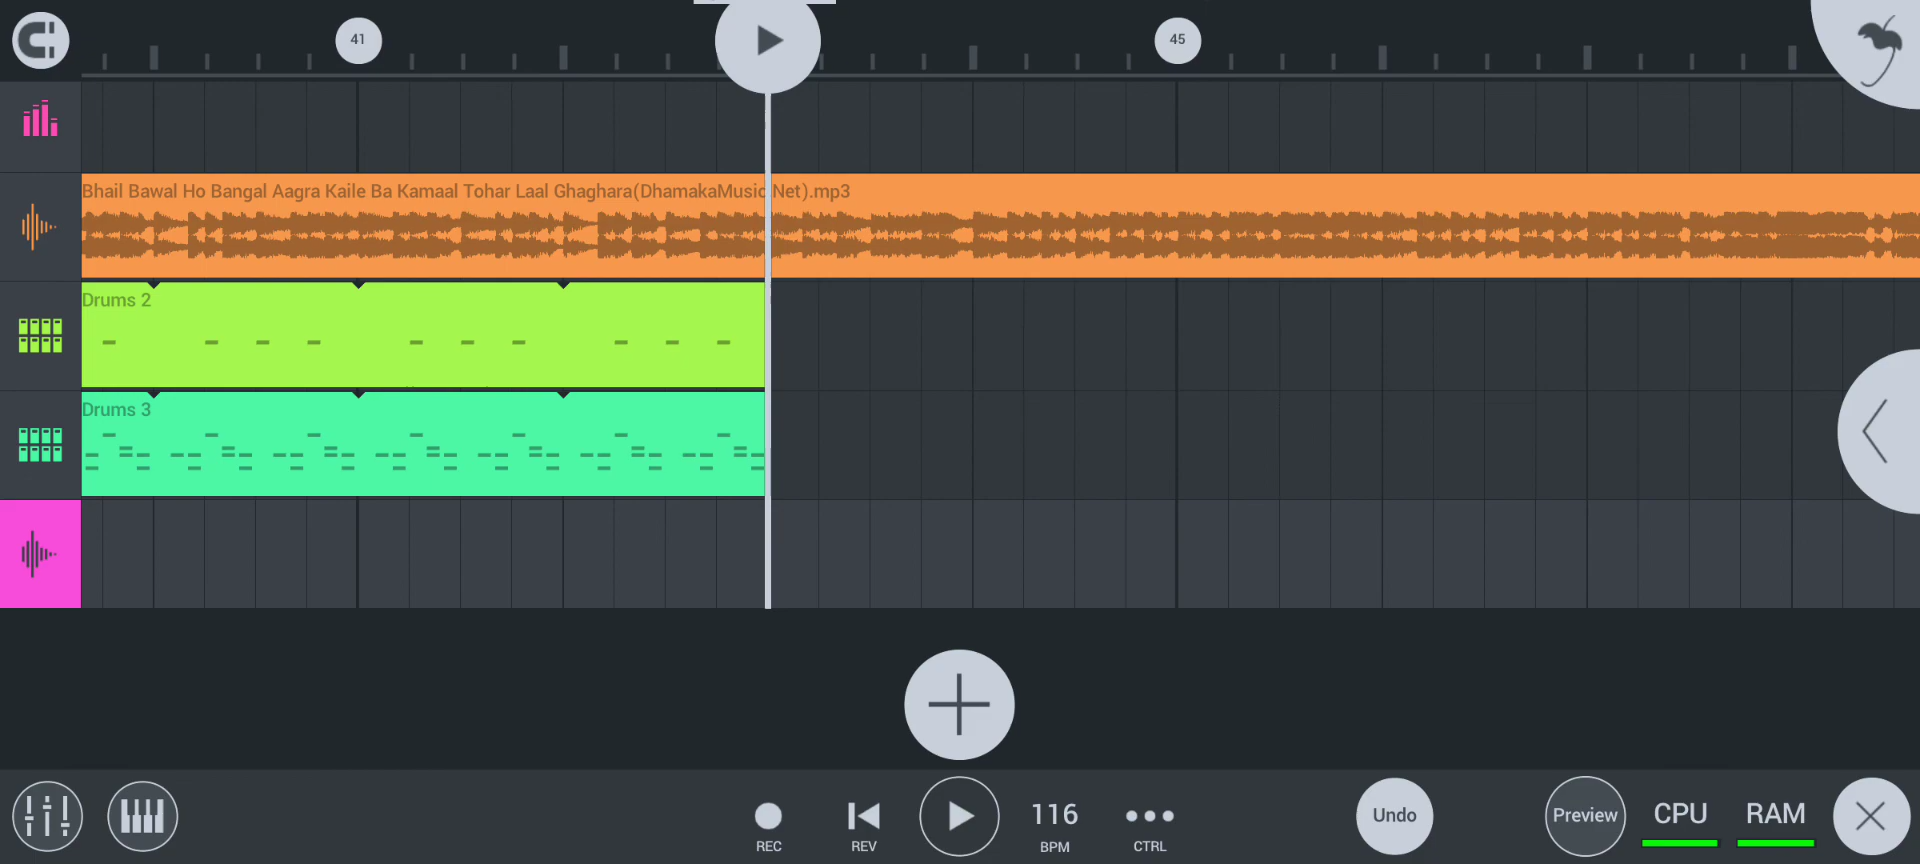 41
45
Bhail Bawal Ho Bangal Aagra Kaile Ba Kamaal Tohar Laal Ghaghara(DhamakaMusic Net).mp3
Drums 2
Drums 3
REC
REV
116
BPM
CTRL
Undo
Preview
CPU
RAM